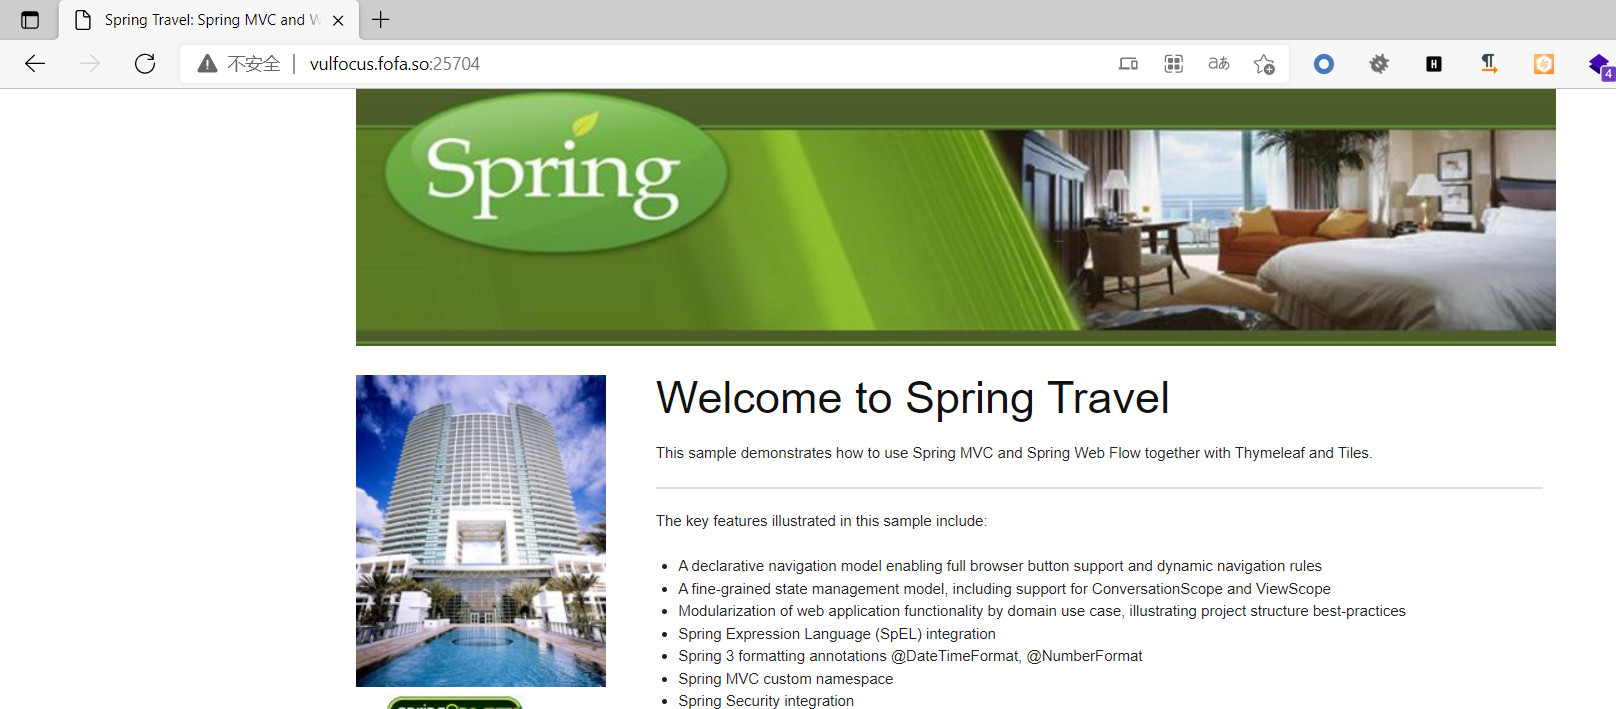 Spring Travel: Spring MVC and W
不安全 | vulfocus.fofa.so:25704
aあ
H
4
Spring
Welcome to Spring Travel
This sample demonstrates how to use Spring MVC and Spring Web Flow together with Thymeleaf and Tiles.
The key features illustrated in this sample include:
A declarative navigation model enabling full browser button support and dynamic navigation rules
A fine-grained state management model, including support for ConversationScope and ViewScope
Modularization of web application functionality by domain use case, illustrating project structure best-practices
Spring Expression Language (SpEL) integration
Spring 3 formatting annotations @DateTimeFormat, @NumberFormat
Spring MVC custom namespace
Spring Security integration